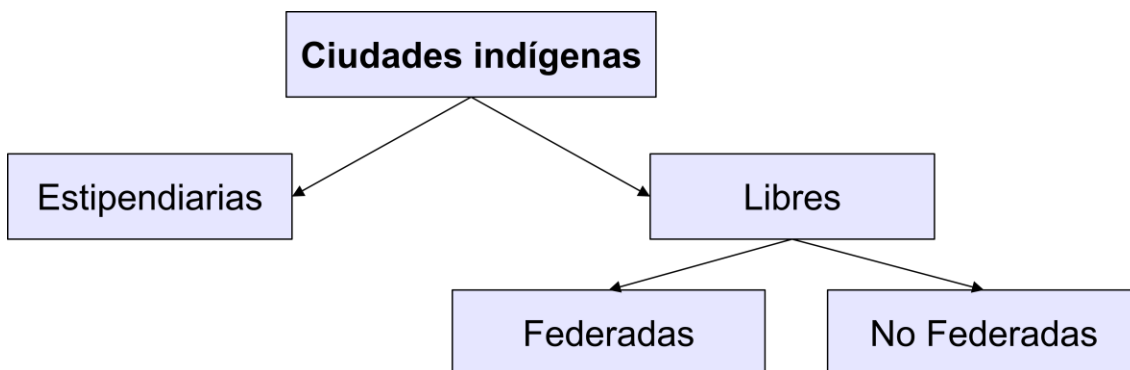 Ciudades indígenas
Estipendiarias
Libres
Federadas
No Federadas